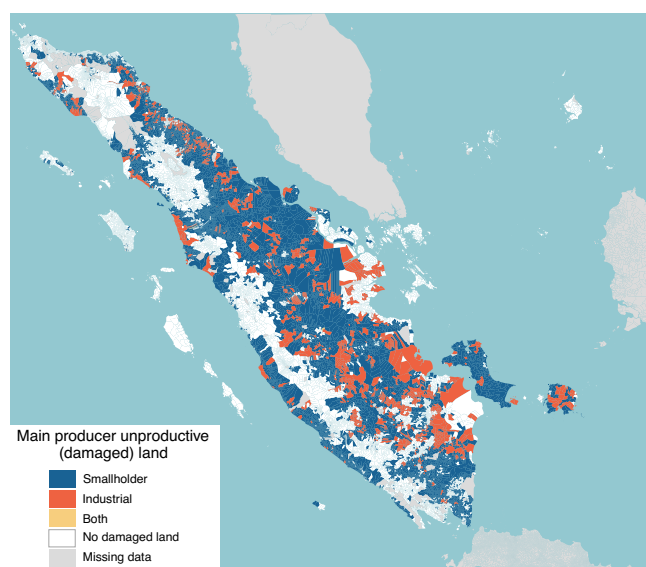 Main producer unproductive
(damaged) land
Smallholder
Industrial
Both
No damaged land
Missing data